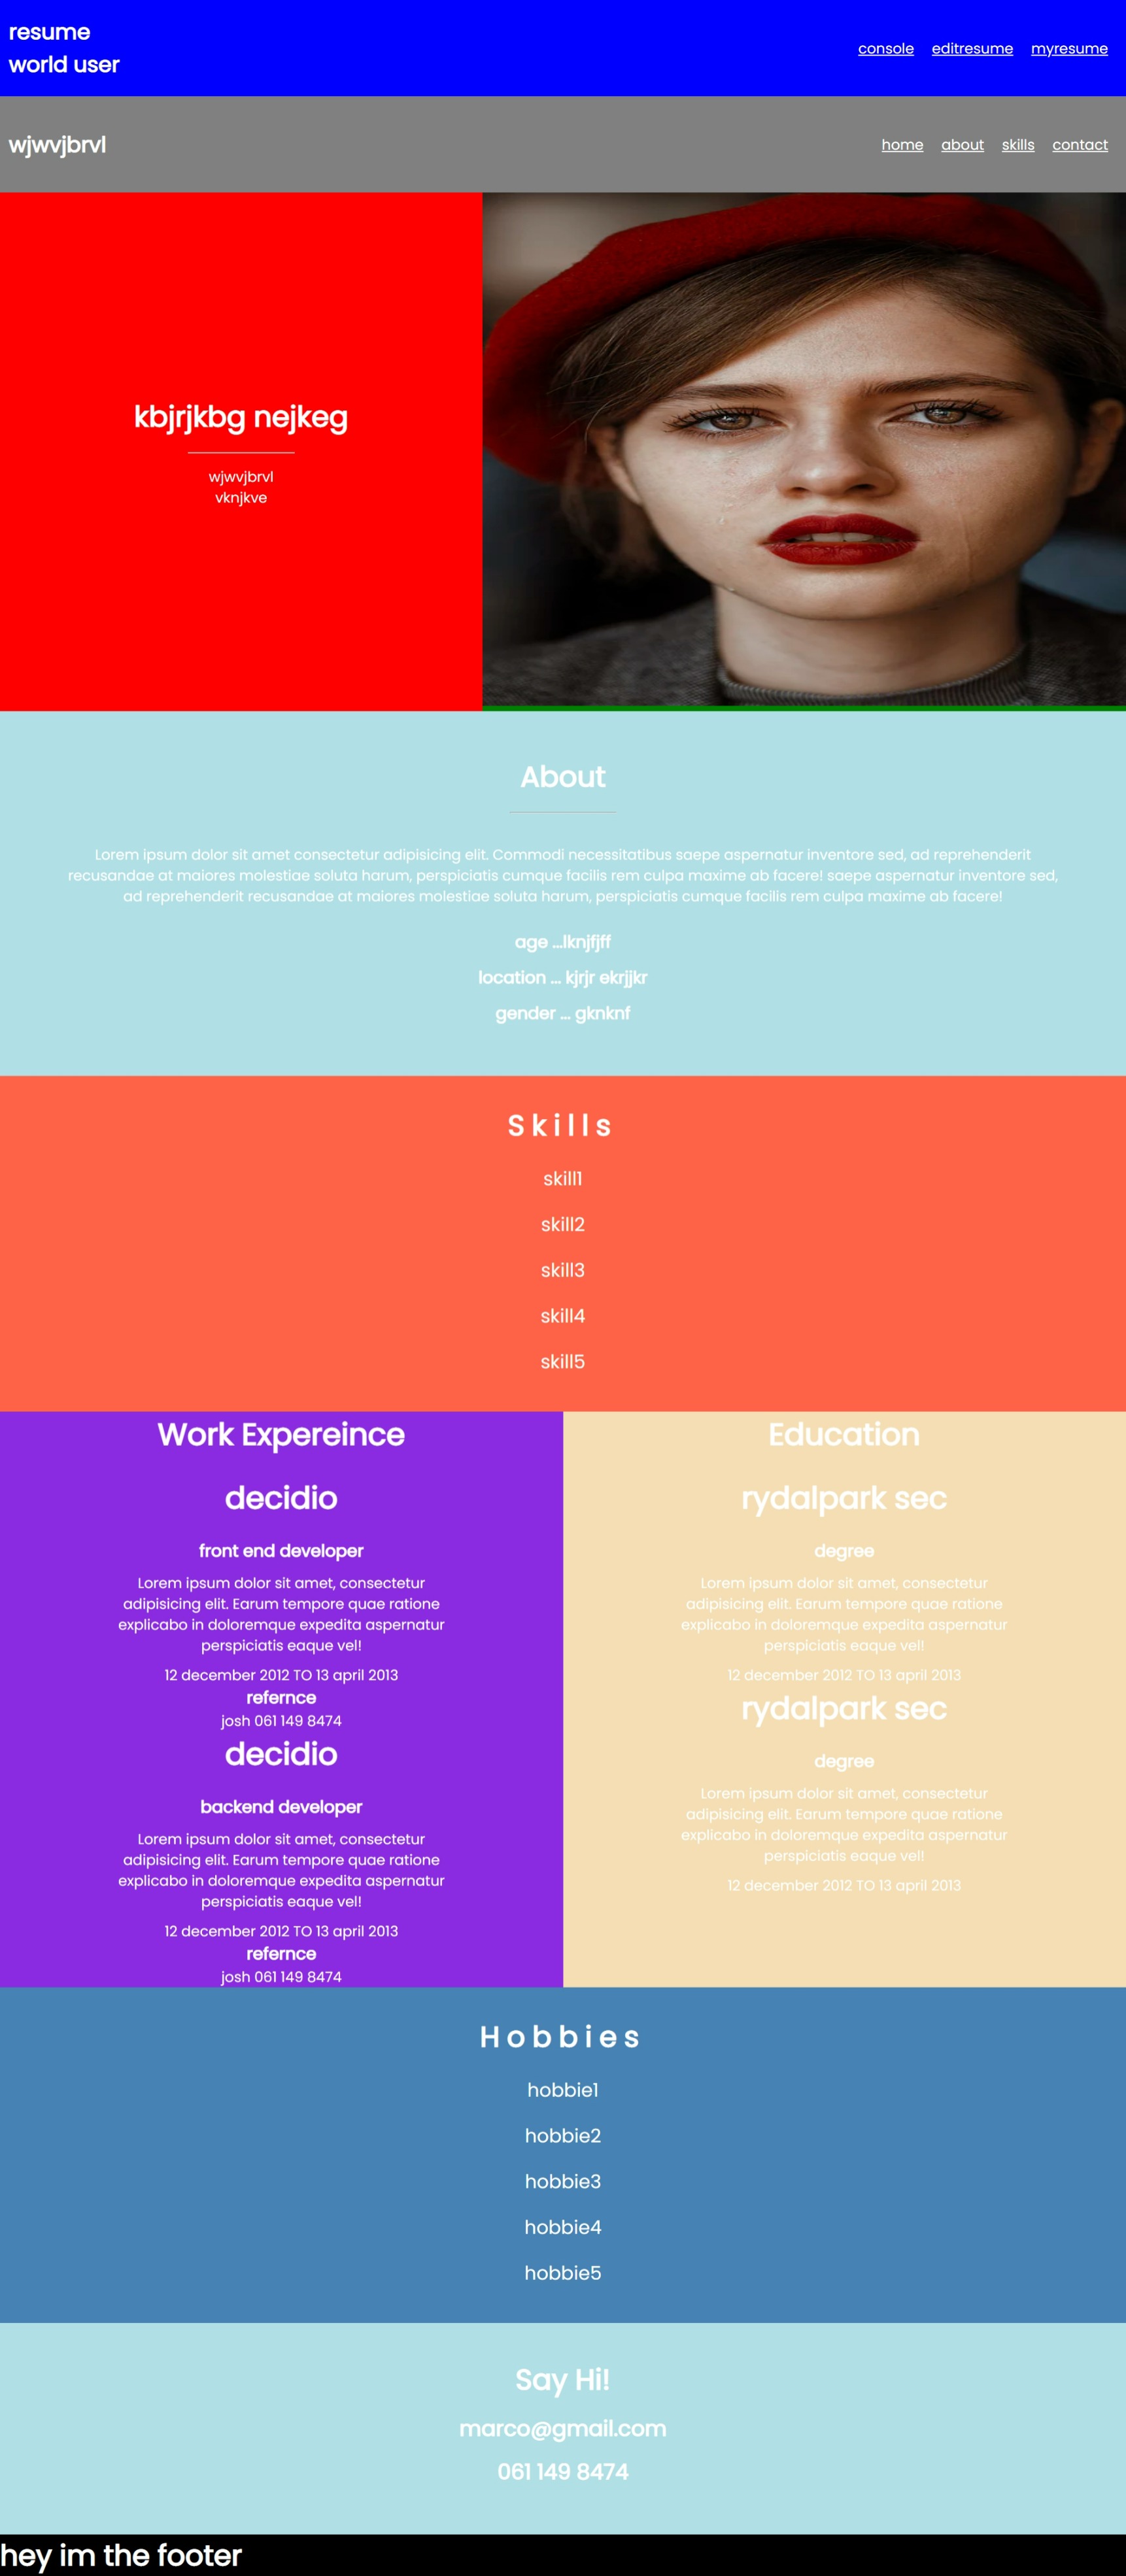 resume
world user
console editresume myresume
wjwvjbrvl
home about skills contact
kbjrjkbg nejkeg
wjwvjbrvl
vknjkve
About
Lorem ipsum dolor sit amet consectetur adipisicing elit. Commodi necessitatibus saepe aspernatur inventore sed, ad reprehenderit
recusandae at maiores molestiae soluta harum, perspiciatis cumque facilis rem culpa maxime ab facere! saepe aspernatur inventore sed,
ad reprehenderit recusandae at maiores molestiae soluta harum, perspiciatis cumque facilis rem culpa maxime ab facere!
age ...lknjfjff
location ... kjrjr ekrjjkr
gender ... gknknf
Skills
skill1
skill2
skill3
skill4
skill5
Work Expereince
decidio
front end developer
Lorem ipsum dolor sit amet, consectetur
adipisicing elit. Earum tempore quae ratione
explicabo in doloremque expedita aspernatur
perspiciatis eaque vel!
12 december 2012 TO 13 april 2013
refernce
josh 061 149 8474
decidio
backend developer
Lorem ipsum dolor sit amet, consectetur
adipisicing elit. Earum tempore quae ratione
explicabo in doloremque expedita aspernatur
perspiciatis eaque vel!
12 december 2012 TO 13 april 2013
refernce
josh 061 149 8474
Education
rydalpark sec
degree
Lorem ipsum dolor sit amet, consectetur
adipisicing elit. Earum tempore quae ratione
explicabo in doloremque expedita aspernatur
perspiciatis eaque vel!
12 december 2012 TO 13 april 2013
rydalpark sec
degree
Lorem ipsum dolor sit amet, consectetur
adipisicing elit. Earum tempore quae ratione
explicabo in doloremque expedita aspernatur
perspiciatis eaque vel!
12 december 2012 TO 13 april 2013
Hobbies
hobbie1
hobbie2
hobbie3
hobbie4
hobbie5
Say Hi!
marco@gmail.com
061 149 8474
hey im the footer